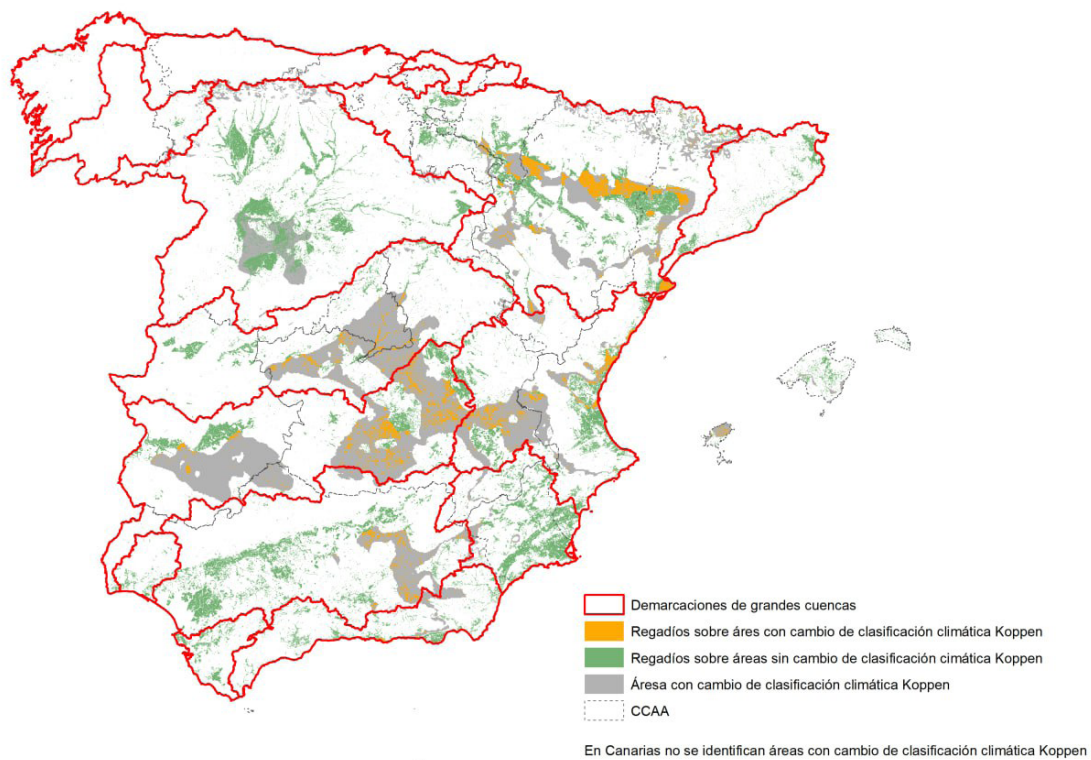 Demarcaciones de grandes cuencas
Regadíos sobre áres con cambio de clasificación climática Koppen
Regadíos sobre áreas sin cambio de clasificación cimática Koppen
Áresa con cambio de clasificación climática Koppen
CCAA
En Canarias no se identifican áreas con cambio de clasificación climática Koppen